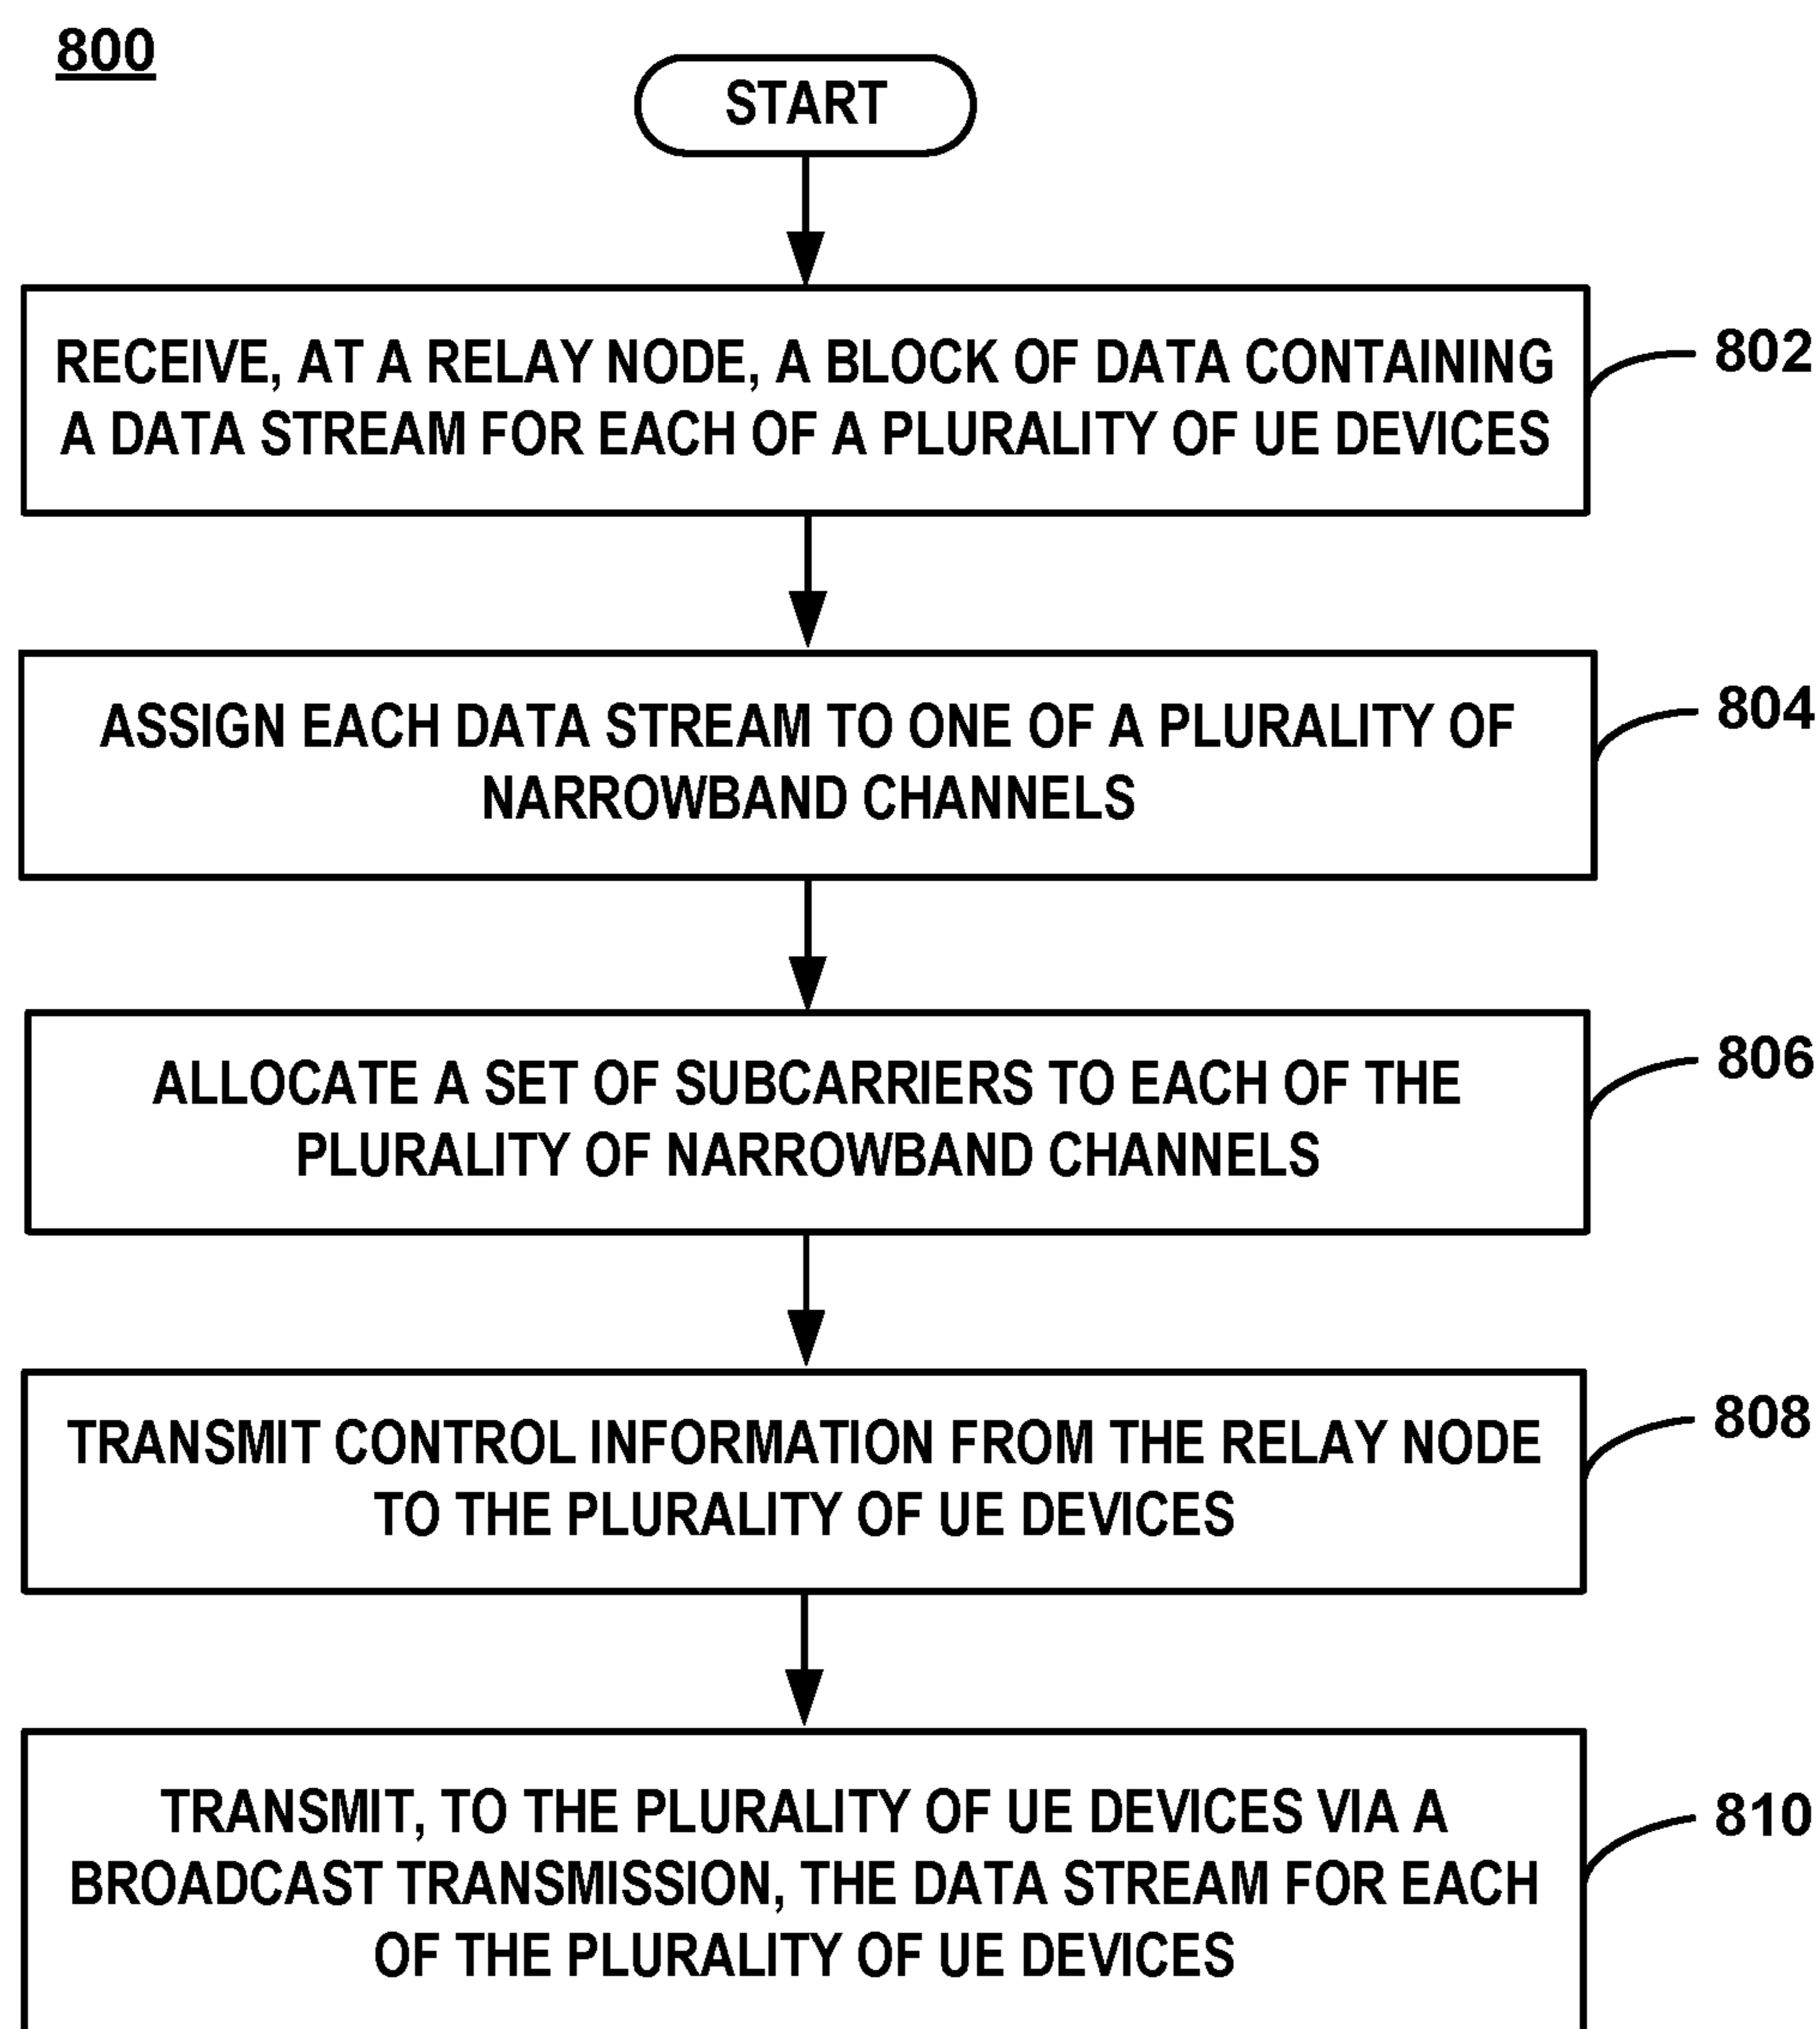 800
START
RECEIVE, AT A RELAY NODE, A BLOCK OF DATA CONTAINING
A DATA STREAM FOR EACH OF A PLURALITY OF UE DEVICES
802
ASSIGN EACH DATA STREAM TO ONE OF A PLURALITY OF
NARROWBAND CHANNELS
804
ALLOCATE A SET OF SUBCARRIERS TO EACH OF THE
PLURALITY OF NARROWBAND CHANNELS
806
TRANSMIT CONTROL INFORMATION FROM THE RELAY NODE
TO THE PLURALITY OF UE DEVICES
808
TRANSMIT, TO THE PLURALITY OF UE DEVICES VIA A
BROADCAST TRANSMISSION, THE DATA STREAM FOR EACH
OF THE PLURALITY OF UE DEVICES
810